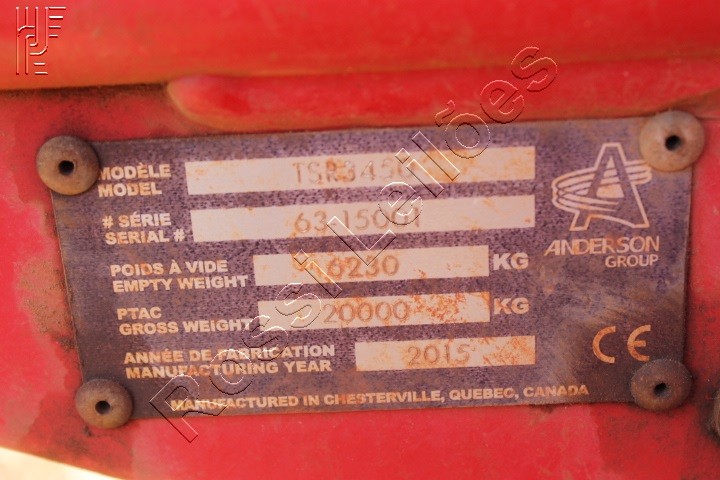 MODÈLE
MODEL
# SÉRIE
SERIAL #
POIDS À VIDE
EMPTY WEIGHT 6230 KG
PTAC
GROSS WEIGHT 20000 KG
ANNÉE DE FABRICATION
MANUFACTURING YEAR 2015
ANDERSON
GROUP
CE
MANUFACTURED IN CHESTERVILLE, QUEBEC, CANADA
Rossi Leilões